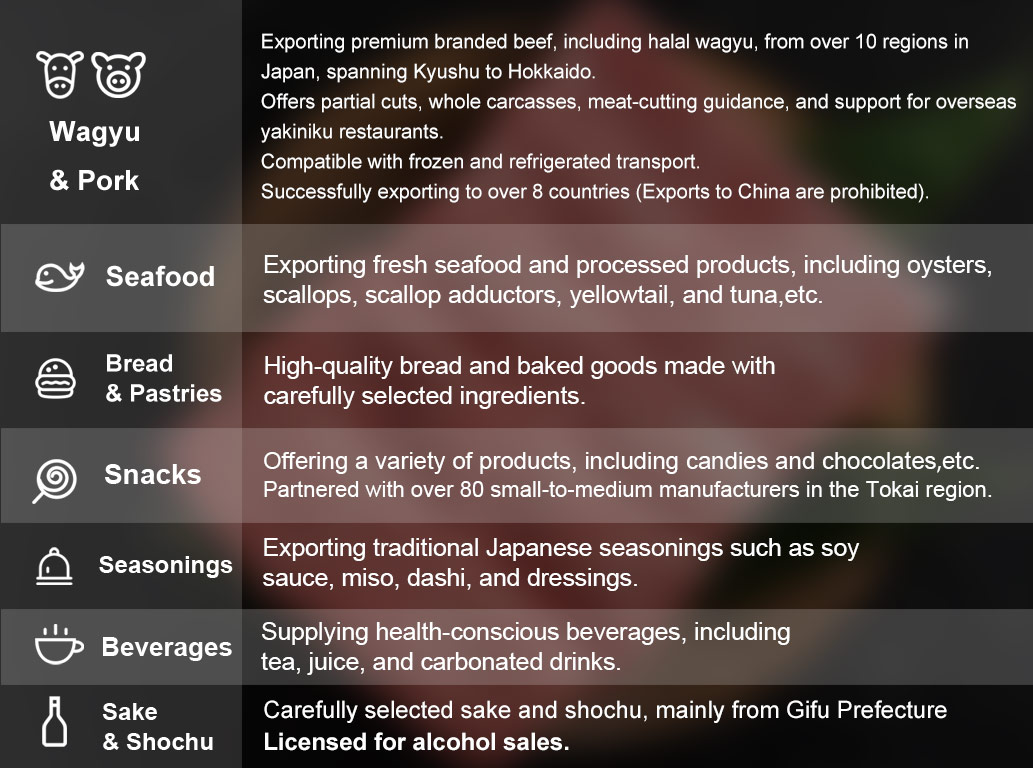 Wagyu
& Pork
Exporting premium branded beef, including halal wagyu, from over 10 regions in
Japan, spanning Kyushu to Hokkaido.
Offers partial cuts, whole carcasses, meat-cutting guidance, and support for overseas
yakiniku restaurants.
Compatible with frozen and refrigerated transport.
Successfully exporting to over 8 countries (Exports to China are prohibited).
Seafood
Exporting fresh seafood and processed products, including oysters,
scallops, scallop adductors, yellowtail, and tuna,etc.
Bread
& Pastries
High-quality bread and baked goods made with
carefully selected ingredients.
Snacks
Offering a variety of products, including candies and chocolates,etc.
Partnered with over 80 small-to-medium manufacturers in the Tokai region.
Seasonings
Exporting traditional Japanese seasonings such as soy
sauce, miso, dashi, and dressings.
Beverages
Supplying health-conscious beverages, including
tea, juice, and carbonated drinks.
Sake
& Shochu
Carefully selected sake and shochu, mainly from Gifu Prefecture
Licensed for alcohol sales.